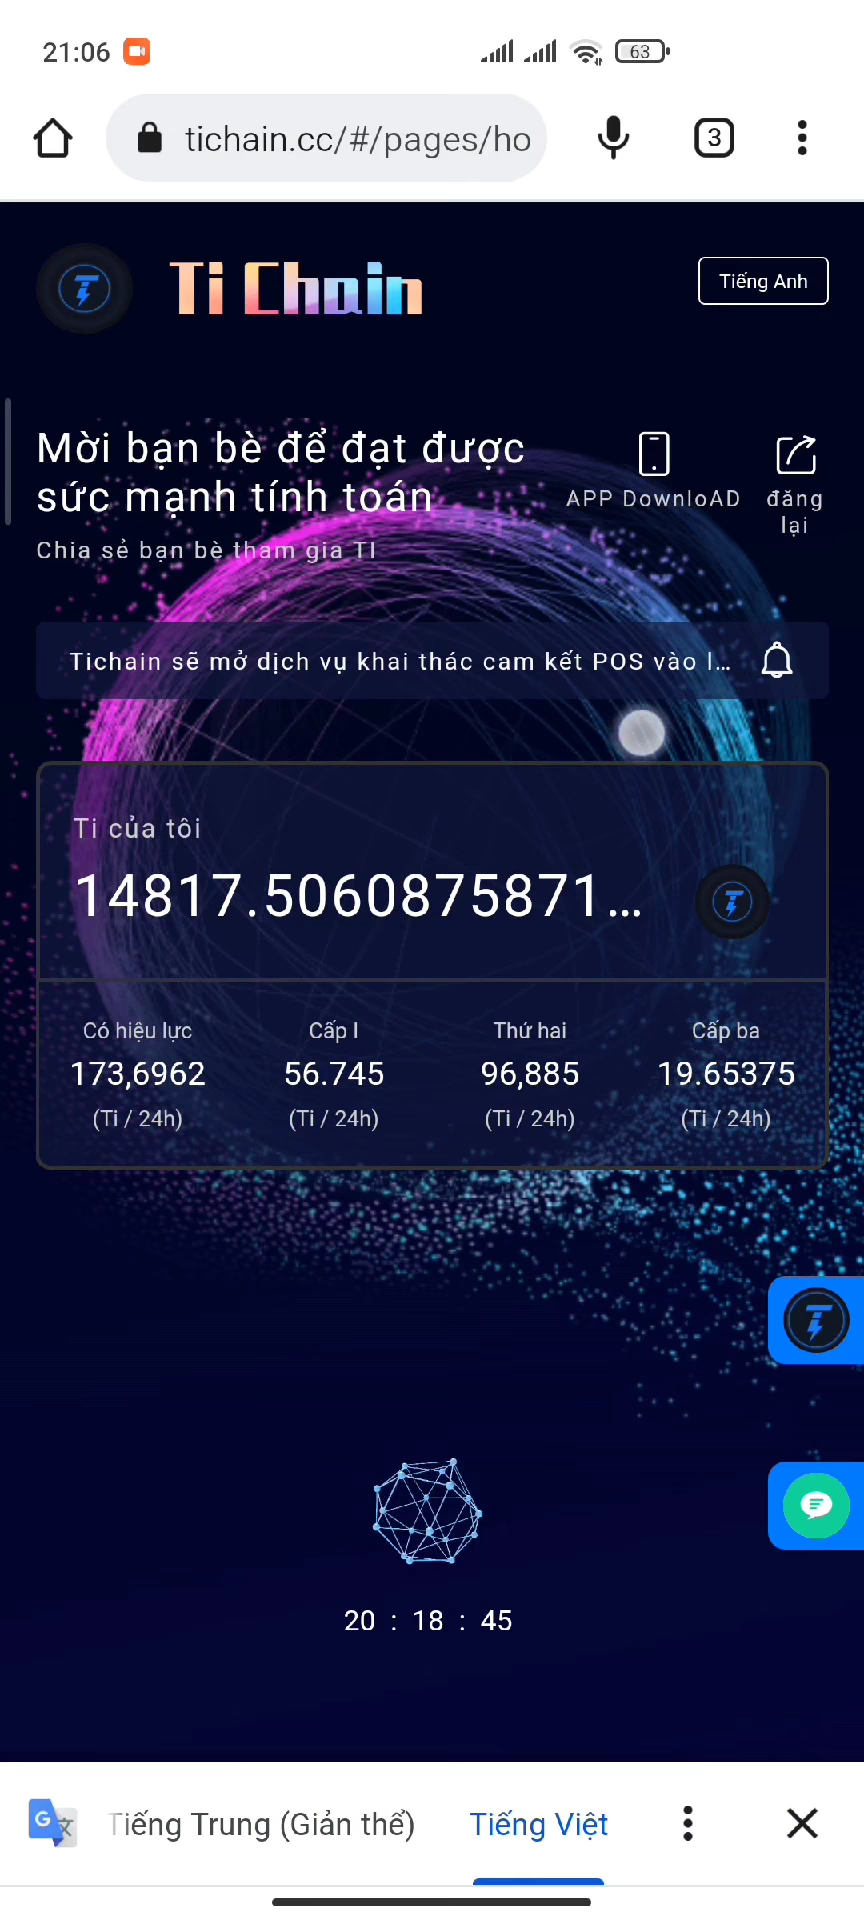 21:06
63
tichain.cc/#/pages/ho
3
Ti Chain
Tiếng Anh
Mời bạn bè để đạt được
sức mạnh tính toán
Chia sẻ bạn bè tham gia TI
APP DownloAD
đăng
lại
Tichain sẽ mở dịch vụ khai thác cam kết POS vào l...
Ti của tôi
14817.5060875871...
Có hiệu lực
Cấp I
Thứ hai
Cấp ba
173,6962
56.745
96,885
19.65375
(Ti / 24h)
(Ti / 24h)
(Ti / 24h)
(Ti / 24h)
20 : 18 : 45
Tiếng Trung (Giản thể)
Tiếng Việt